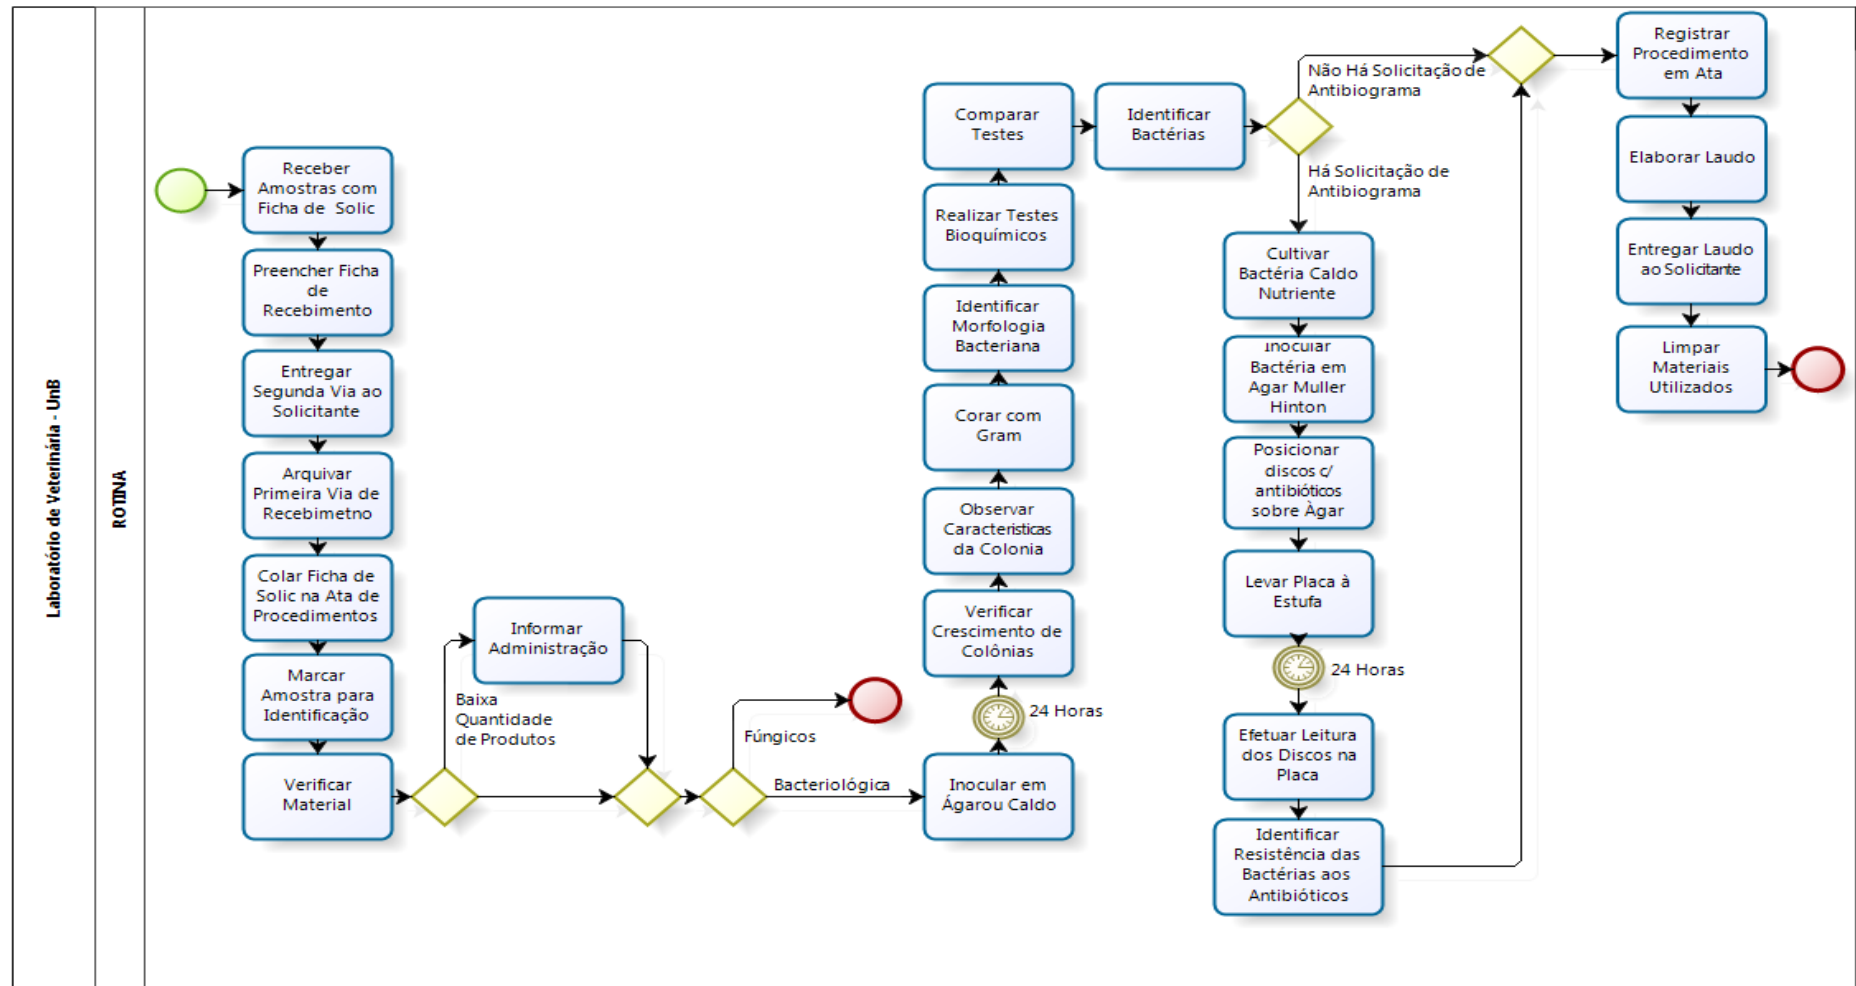 Laboratório de Veterinária - UnB
ROTINA
Receber
Amostras com
Ficha de Solic
Preencher Ficha
de
Recebimento
Entregar
Segunda Via ao
Solicitante
Arquivar
Primeira Via de
Recebimetno
Colar Ficha de
Solic na Ata de
Procedimentos
Marcar
Amostra para
Identificação
Verificar
Material
Informar
Administração
Baixa
Quantidade
de Produtos
Fúngicos
Bacteriológica
Inocular em
Ágarou Caldo
24 Horas
Verificar
Crescimento de
Colônias
Observar
Caracteristicas
da Colonia
Corar com
Gram
Identificar
Morfologia
Bacteriana
Realizar Testes
Bioquímicos
Comparar
Testes
Identificar
Bactérias
Não Há Solicitação de
Antibiograma
Há Solicitação de
Antibiograma
Cultivar
Bactéria Caldo
Nutriente
Inocular
Bactéria em
Agar Muller
Hinton
Posicionar
discos c/
antibióticos
sobre Àgar
Levar Placa à
Estufa
24 Horas
Efetuar Leitura
dos Discos na
Placa
Identificar
Resistência das
Bactérias aos
Antibióticos
Registrar
Procedimento
em Ata
Elaborar Laudo
Entregar Laudo
ao Solicitante
Limpar
Materiais
Utilizados